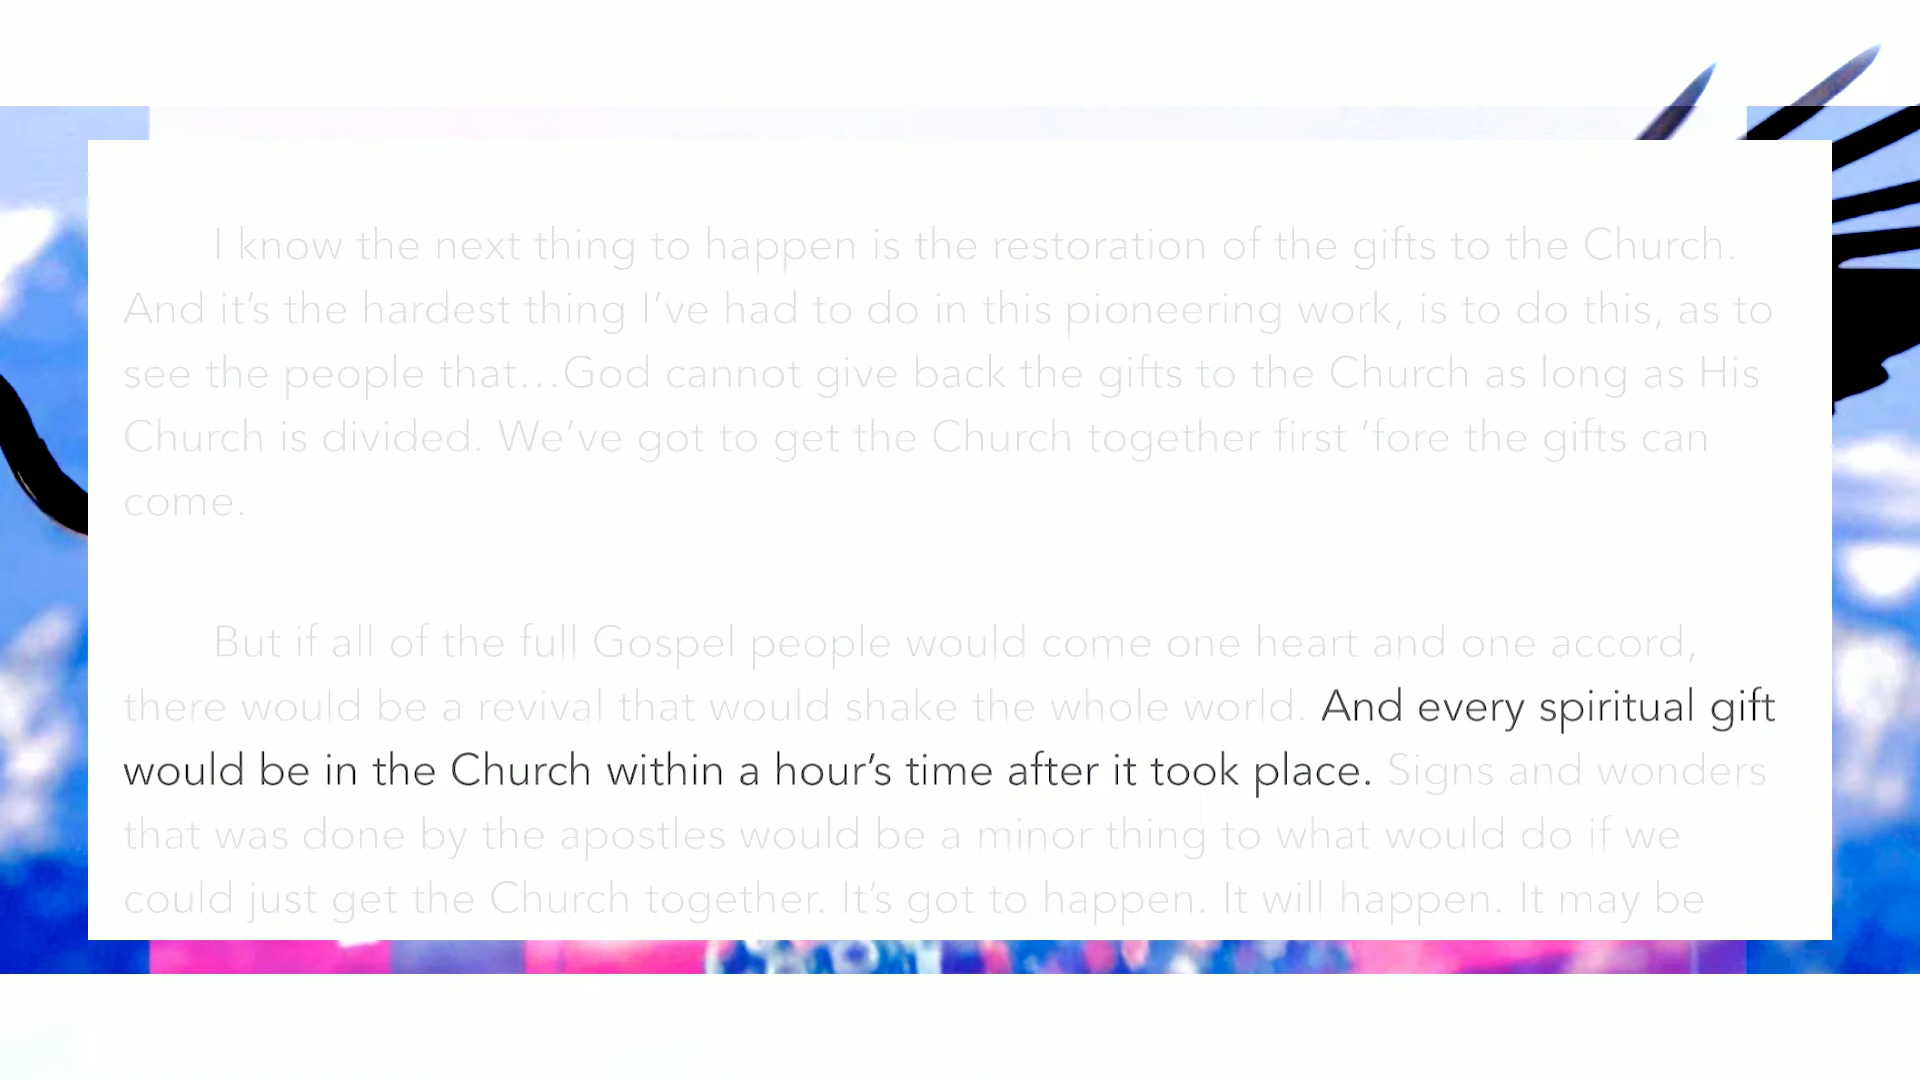 I know the next thing to happen is the restoration of the gifts to the Church.
And it’s the hardest thing I’ve had to do in this pioneering work, is to do this, as to
see the people that…God cannot give back the gifts to the Church as long as His
Church is divided. We’ve got to get the Church together first ’fore the gifts can
come.
But if all of the full Gospel people would come one heart and one accord,
there would be a revival that would shake the whole world. And every spiritual gift
would be in the Church within a hour’s time after it took place. Signs and wonders
that was done by the apostles would be a minor thing to what would do if we
could just get the Church together. It’s got to happen. It will happen. It may be